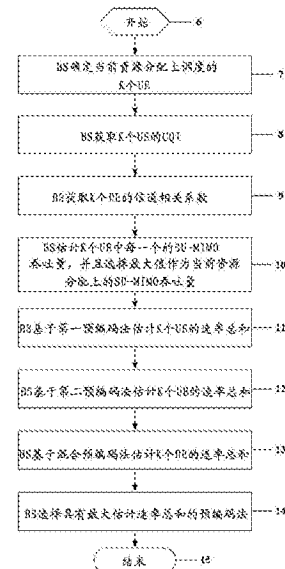 开始
6
BS确定当前资源分配上调度的
K个UE
7
BS获取K个UE的CQI
8
BS获取K个UE的信道相关系数
9
BS估计K个UE中每一个的SU-MIMO
吞吐量，并且选择最大值作为当前资源
分配上的SU-MIMO吞吐量
10
BS基于第一预编码法估计K个UE的速率总和
11
BS基于第二预编码法估计K个UE的速率总和
12
BS基于混合预编码法估计K个UE的速率总和
13
BS选择具有最大估计速率总和的预编码法
14
结束
15